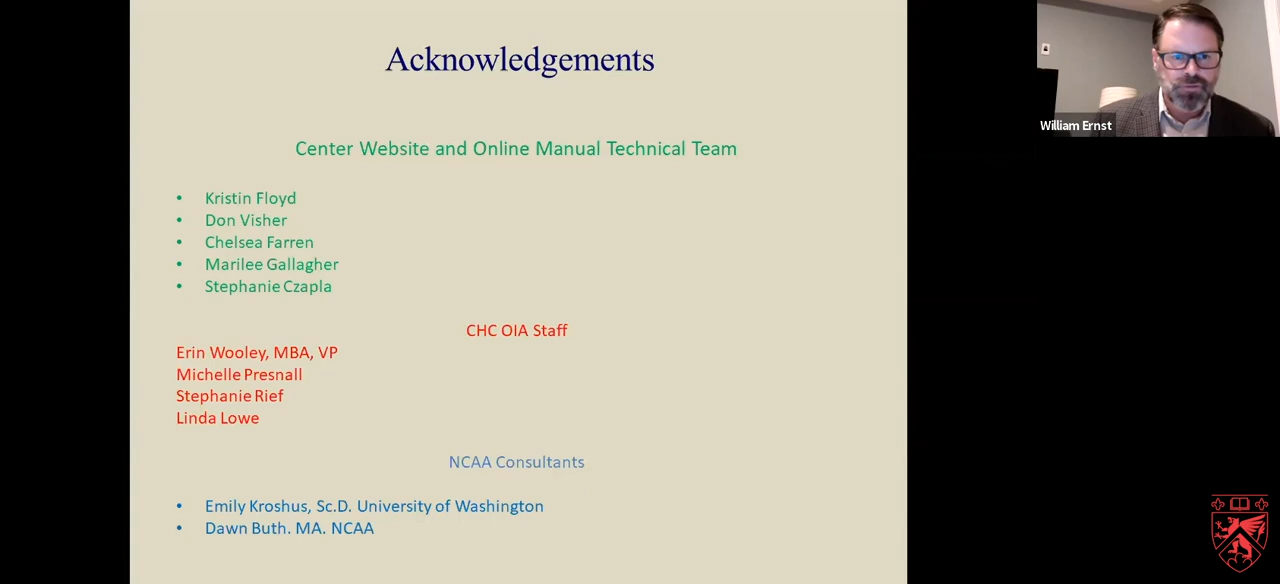 Acknowledgements
William Ernst
Center Website and Online Manual Technical Team
• Kristin Floyd
• Don Visher
• Chelsea Farren
• Marilee Gallagher
• Stephanie Czapla
CHC OIA Staff
Erin Wooley, MBA, VP
Michelle Presnall
Stephanie Rief
Linda Lowe
NCAA Consultants
• Emily Kroshus, Sc.D. University of Washington
• Dawn Buth. MA. NCAA